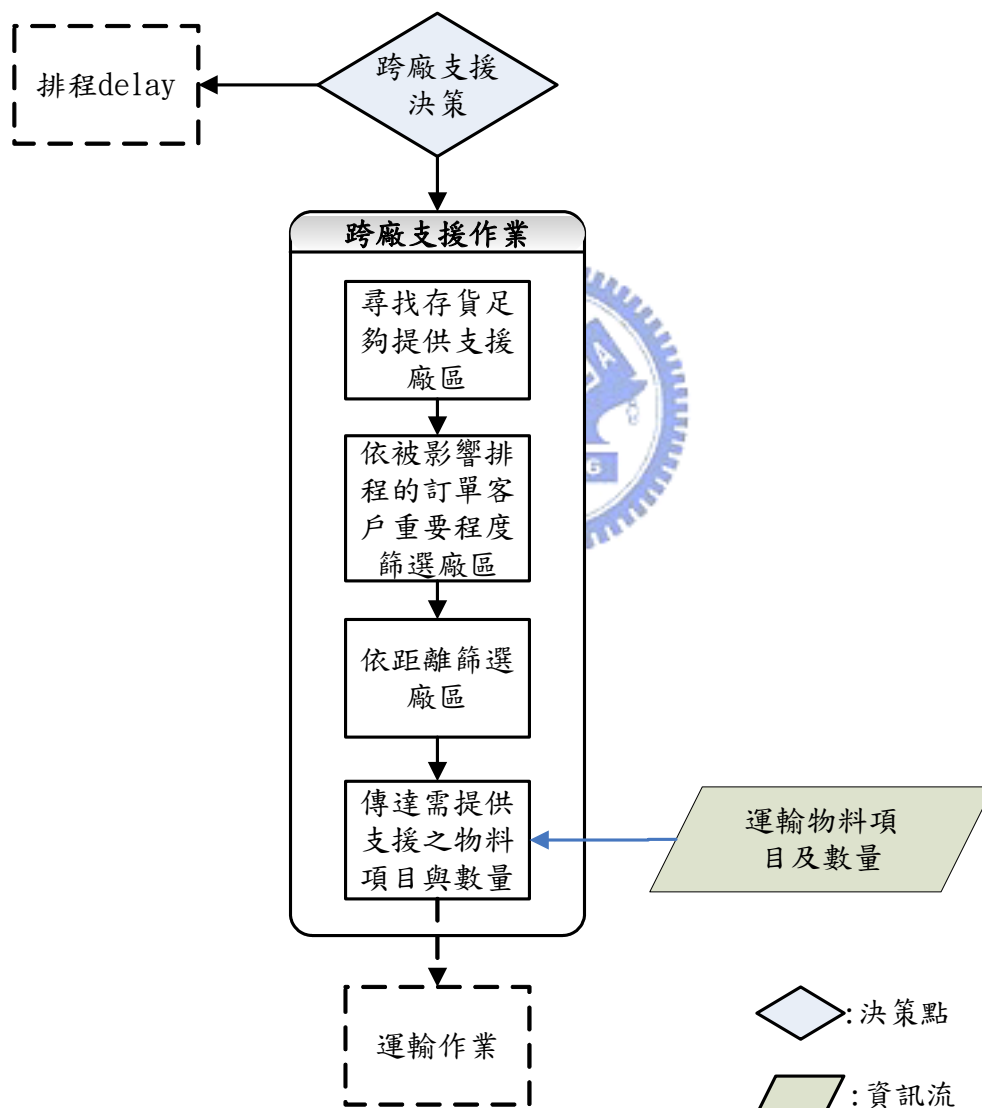 跨廠支援
決策
排程delay
跨廠支援作業
尋找存貨足
夠提供支援
廠區
依被影響排
程的訂單客
戶重要程度
篩選廠區
依距離篩選
廠區
傳達需提供
支援之物料
項目與數量
運輸物料項
目及數量
運輸作業
:決策點
:資訊流